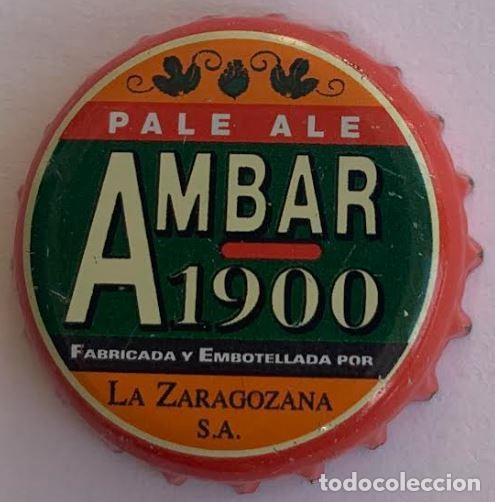 PALE ALE
AMBAR
1900
FABRICADA Y EMBOTELLADA POR
LA ZARAGOZANA
S.A.
todocoleccion